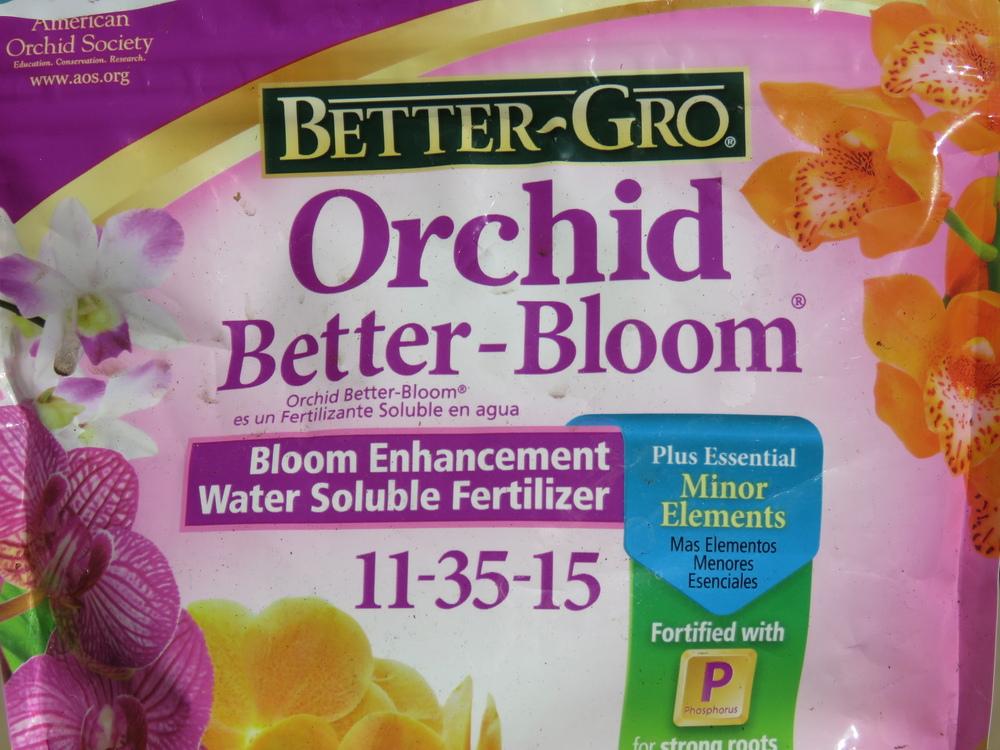 American
Orchid Society
Education. Conservation. Research.
www.aos.org
BETTER-GRO®
Orchid
Better-Bloom®
Orchid Better-Bloom®
es un Fertilizante Soluble en agua
Bloom Enhancement
Water Soluble Fertilizer
11-35-15
Plus Essential
Minor
Elements
Mas Elementos
Menores
Esenciales
Fortified with
P
Phosphorus
for strong roots